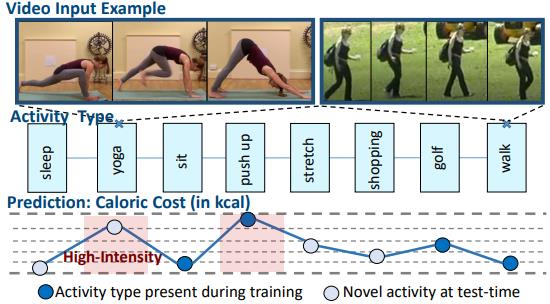 Video Input Example
Activity Type
sleep
yoga
sit
push up
stretch
shopping
golf
walk
Prediction: Caloric Cost (in kcal)
High-Intensity
Activity type present during training
Novel activity at test-time